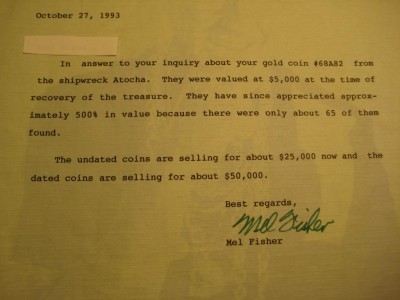 October 27, 1993
In answer to your inquiry about your gold coin #68A82 from
the shipwreck Atocha. They were valued at $5,000 at the time of
recovery of the treasure. They have since appreciated approx-
imately 500% in value because there were only about 65 of them
found.
The undated coins are selling for about $25,000 now and the
dated coins are selling for about $50,000.
Best regards,
Mel Fisher
Mel Fisher